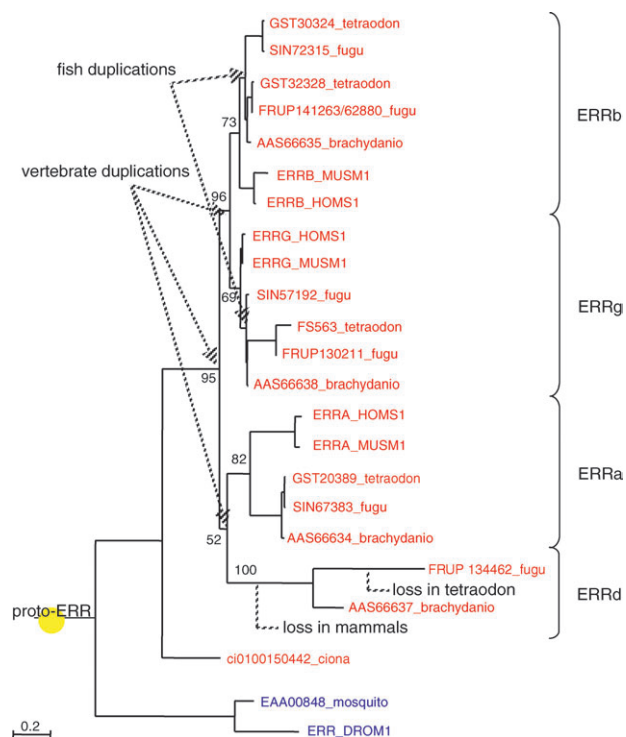 GST30324_tetraodon
SIN72315_fugu
fish duplications
GST32328_tetraodon
FRUP141263/62880_fugu
ERRb
73
AAS66635_brachydanio
vertebrate duplications
ERRB_MUSM1
96
ERRB_HOMS1
ERRG_HOMS1
ERRG_MUSM1
69
SIN57192_fugu
ERRg
FS563_tetraodon
FRUP130211_fugu
95
AAS66638_brachydanio
ERRA_HOMS1
ERRA_MUSM1
82
ERRa
GST20389_tetraodon
SIN67383_fugu
52
AAS66634_brachydanio
100
FRUP 134462_fugu
loss in tetraodon
ERRd
proto-ERR
AAS66637_brachydanio
loss in mammals
ci0100150442_ciona
EAA00848_mosquito
0.2
ERR_DROM1